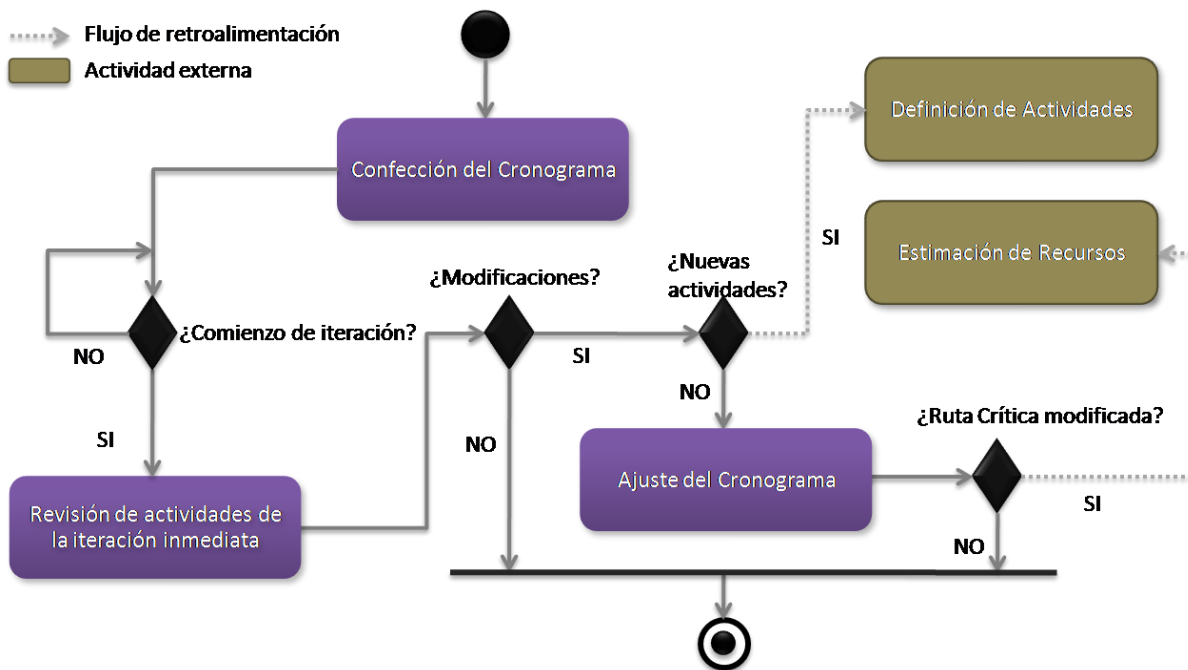 Flujo de retroalimentación
Actividad externa
Confección del Cronograma
Definición de Actividades
SI
Estimación de Recursos
¿Nuevas
actividades?
¿Modificaciones?
¿Comienzo de iteración?
NO
SI
NO
SI
¿Ruta Crítica modificada?
NO
Revisión de actividades de
la iteración inmediata
Ajuste del Cronograma
SI
NO